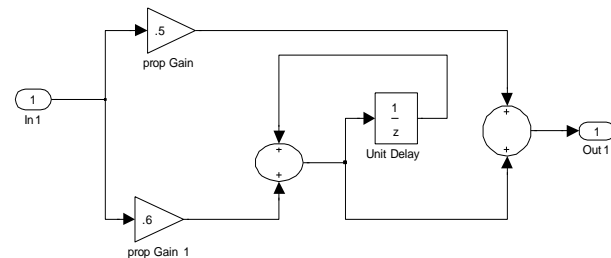 .5
prop Gain
1
In1
1
z
Unit Delay
+
+
+
+
1
Out1
.6
prop Gain 1